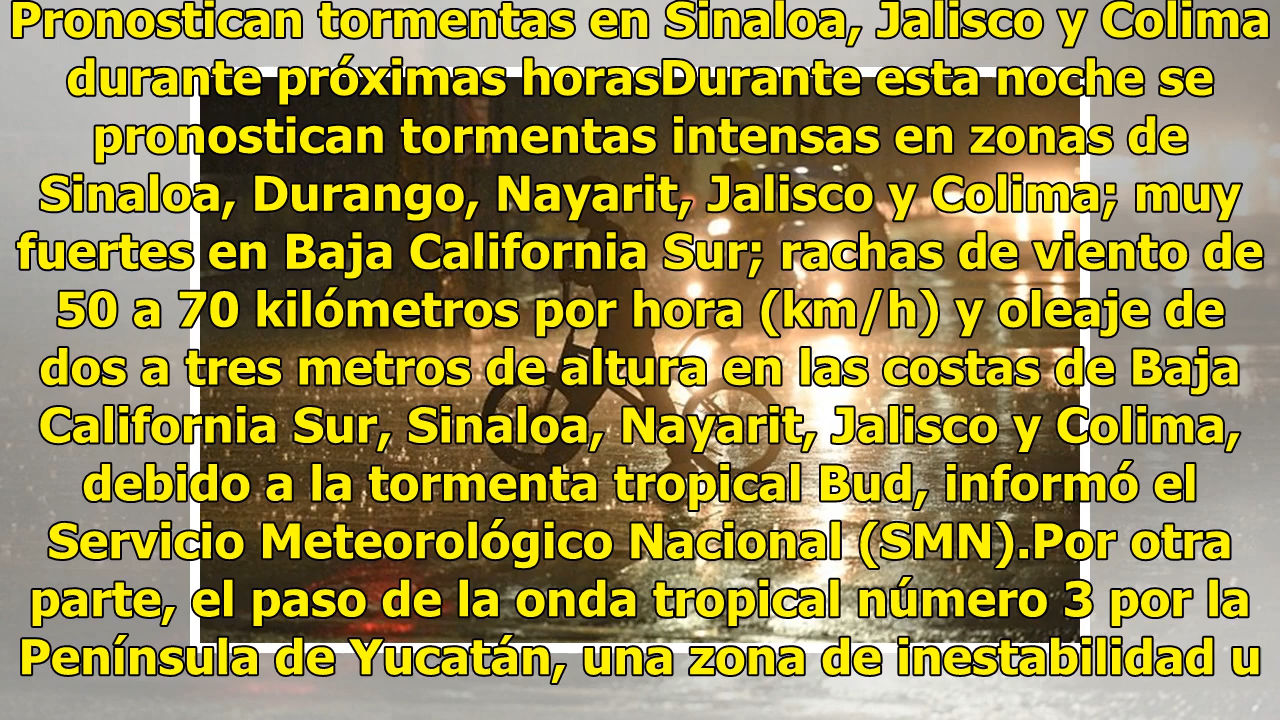 Pronostican tormentas en Sinaloa, Jalisco y Colima
durante próximas horasDurante esta noche se
pronostican tormentas intensas en zonas de
Sinaloa, Durango, Nayarit, Jalisco y Colima; muy
fuertes en Baja California Sur; rachas de viento de
50 a 70 kilómetros por hora (km/h) y oleaje de
dos a tres metros de altura en las costas de Baja
California Sur, Sinaloa, Nayarit, Jalisco y Colima,
debido a la tormenta tropical Bud, informó el
Servicio Meteorológico Nacional (SMN).Por otra
parte, el paso de la onda tropical número 3 por la
Península de Yucatán, una zona de inestabilidad u